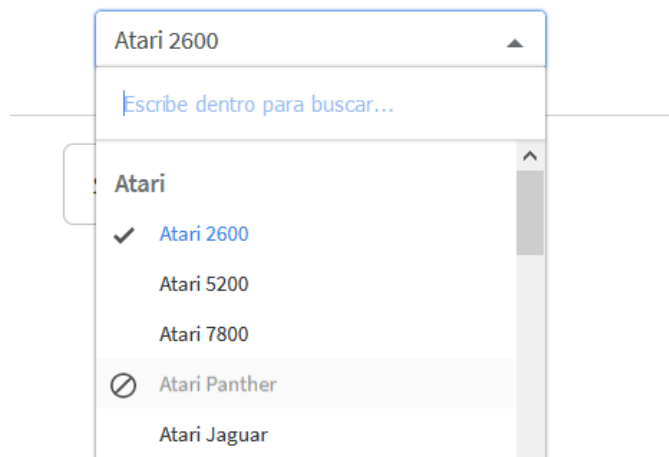 Atari 2600
Escribe dentro para buscar...
Atari
Atari 2600
Atari 5200
Atari 7800
Atari Panther
Atari Jaguar